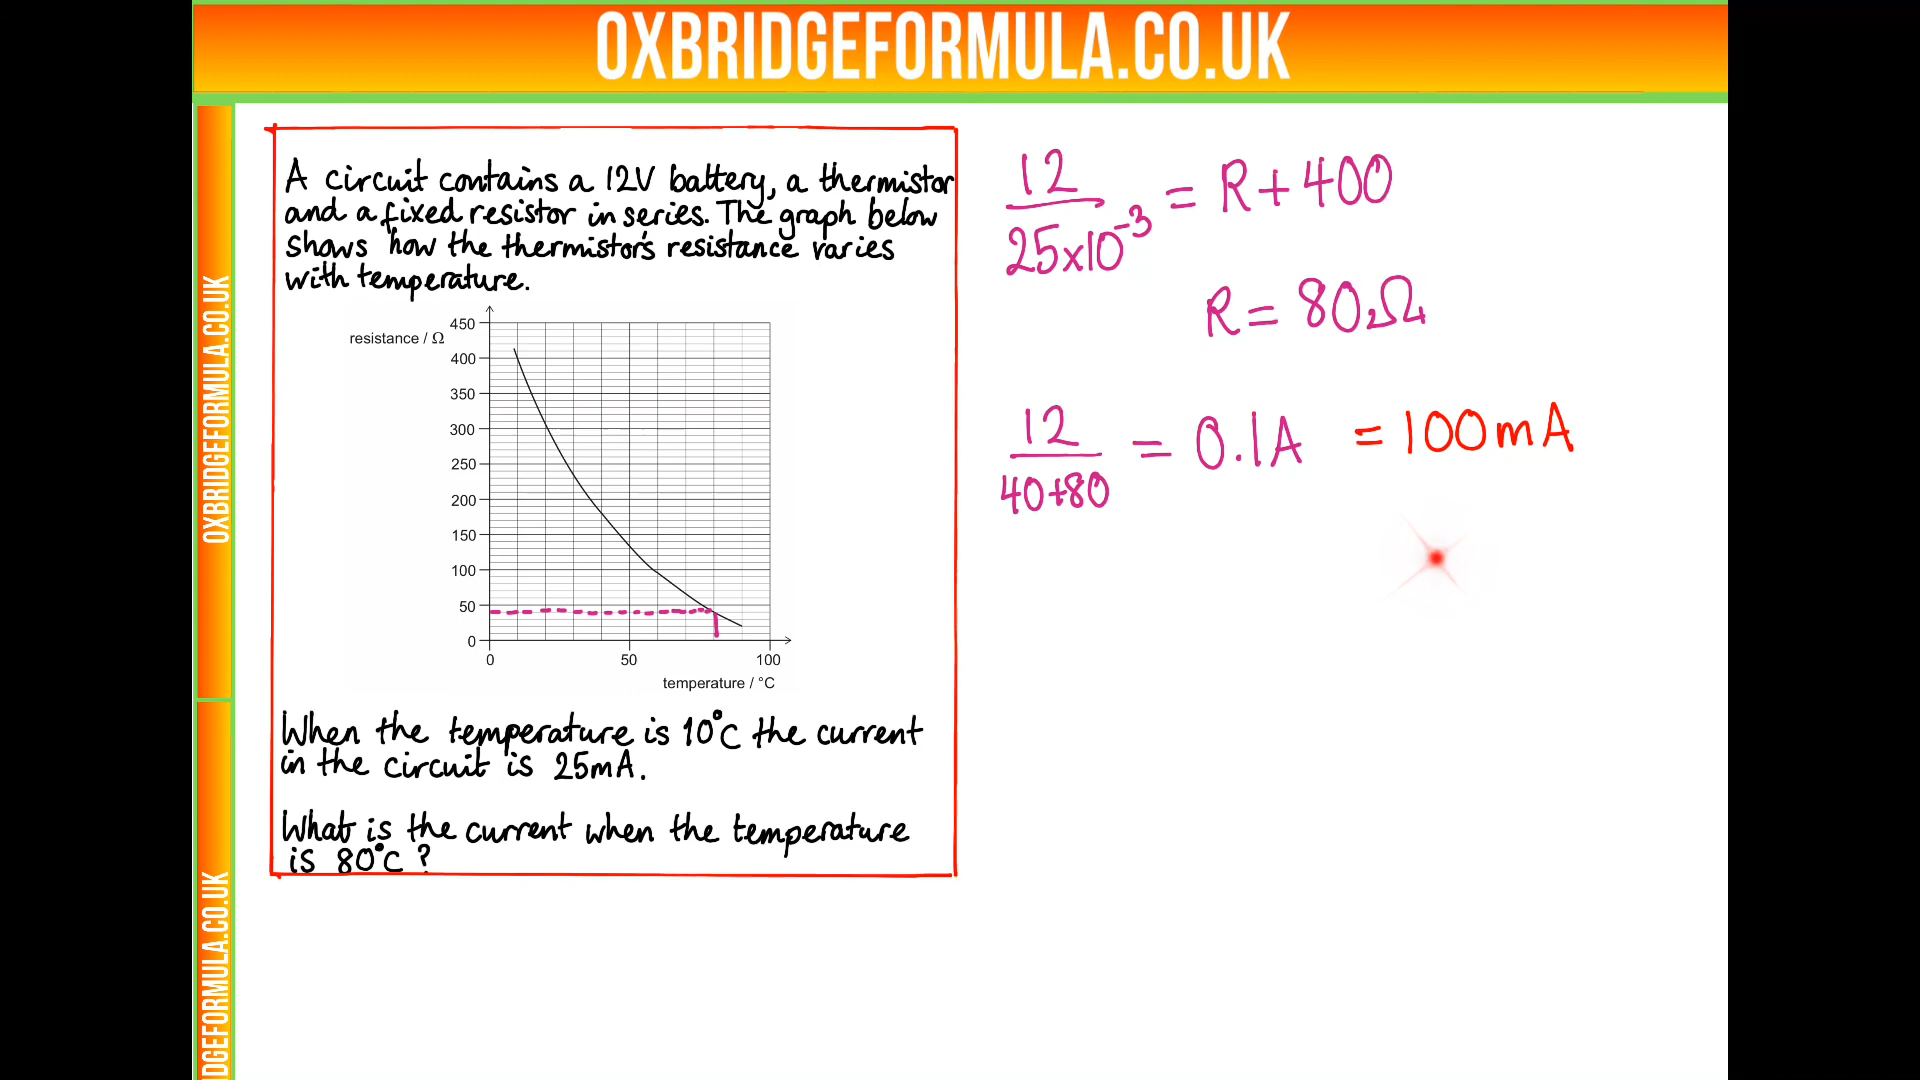 OXBRIDGEFORMULA.CO.UK
OXBRIDGEFORMULA.CO.UK
DGEFORMULA.CO.UK
A circuit contains a 12V battery, a thermistor
and a fixed resistor in series. The graph below
shows how the thermistor's resistance varies
with temperature.
resistance / Ω
450
400
350
300
250
200
150
100
50
0
0 50 100
temperature / °C
When the temperature is 10°C the current
in the circuit is 25mA.
What is the current when the temperature
is 80°C?
12
25×10⁻³ = R + 400
R = 80Ω
12
40+80 = 0.1A = 100mA